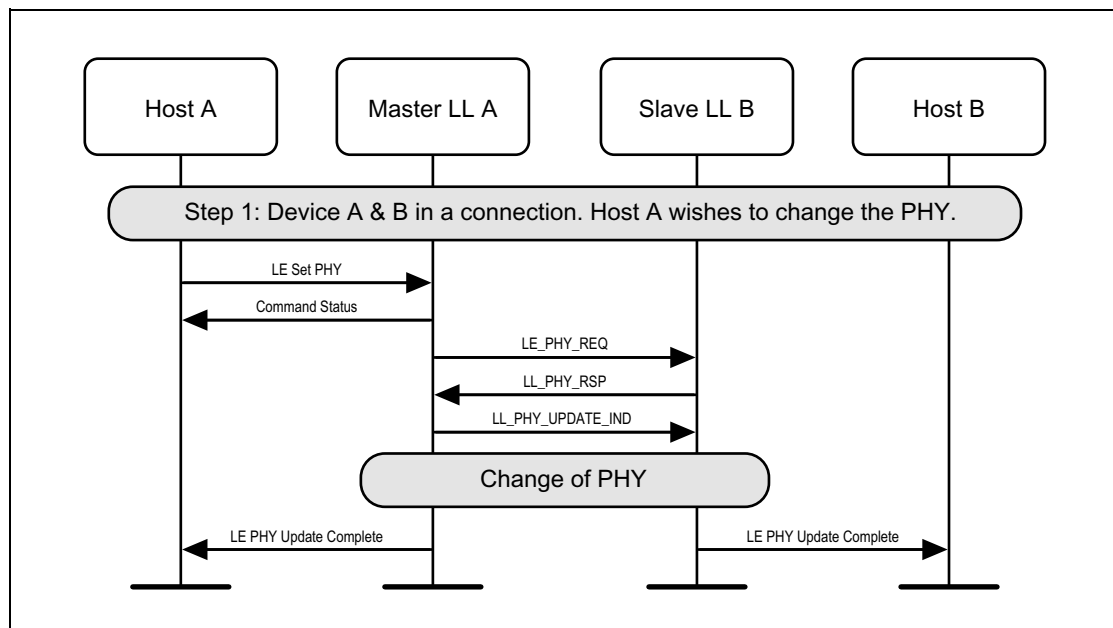 Host A
Master LL A
Slave LL B
Host B
Step 1: Device A & B in a connection. Host A wishes to change the PHY.
LE Set PHY
Command Status
LE_PHY_REQ
LL_PHY_RSP
LL_PHY_UPDATE_IND
Change of PHY
LE PHY Update Complete
LE PHY Update Complete